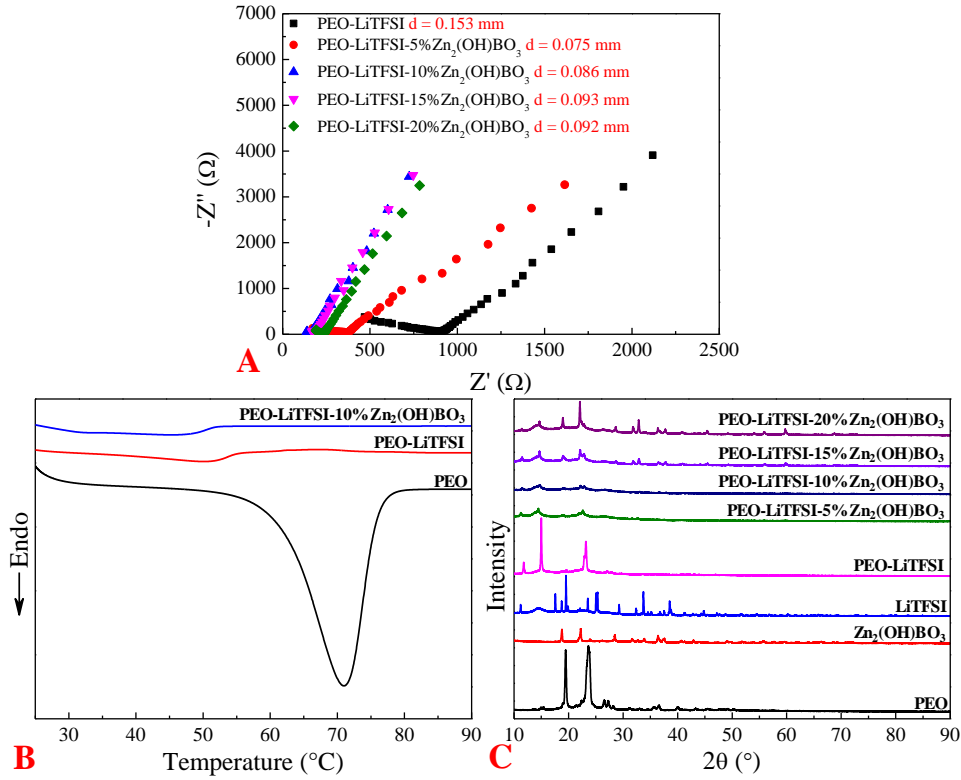 7000
6000
5000
4000
3000
2000
1000
0
-Z'' (Ω)
PEO-LiTFSI d = 0.153 mm
PEO-LiTFSI-5%Zn₂(OH)BO₃ d = 0.075 mm
PEO-LiTFSI-10%Zn₂(OH)BO₃ d = 0.086 mm
PEO-LiTFSI-15%Zn₂(OH)BO₃ d = 0.093 mm
PEO-LiTFSI-20%Zn₂(OH)BO₃ d = 0.092 mm
0 500 1000 1500 2000 2500
Z' (Ω)
A
PEO-LiTFSI-10%Zn₂(OH)BO₃
PEO-LiTFSI
PEO
Endo
30 40 50 60 70 80 90
Temperature (°C)
B
PEO-LiTFSI-20%Zn₂(OH)BO₃
PEO-LiTFSI-15%Zn₂(OH)BO₃
PEO-LiTFSI-10%Zn₂(OH)BO₃
PEO-LiTFSI-5%Zn₂(OH)BO₃
PEO-LiTFSI
LiTFSI
Zn₂(OH)BO₃
PEO
Intensity
10 20 30 40 50 60 70 80 90
2θ (°)
C